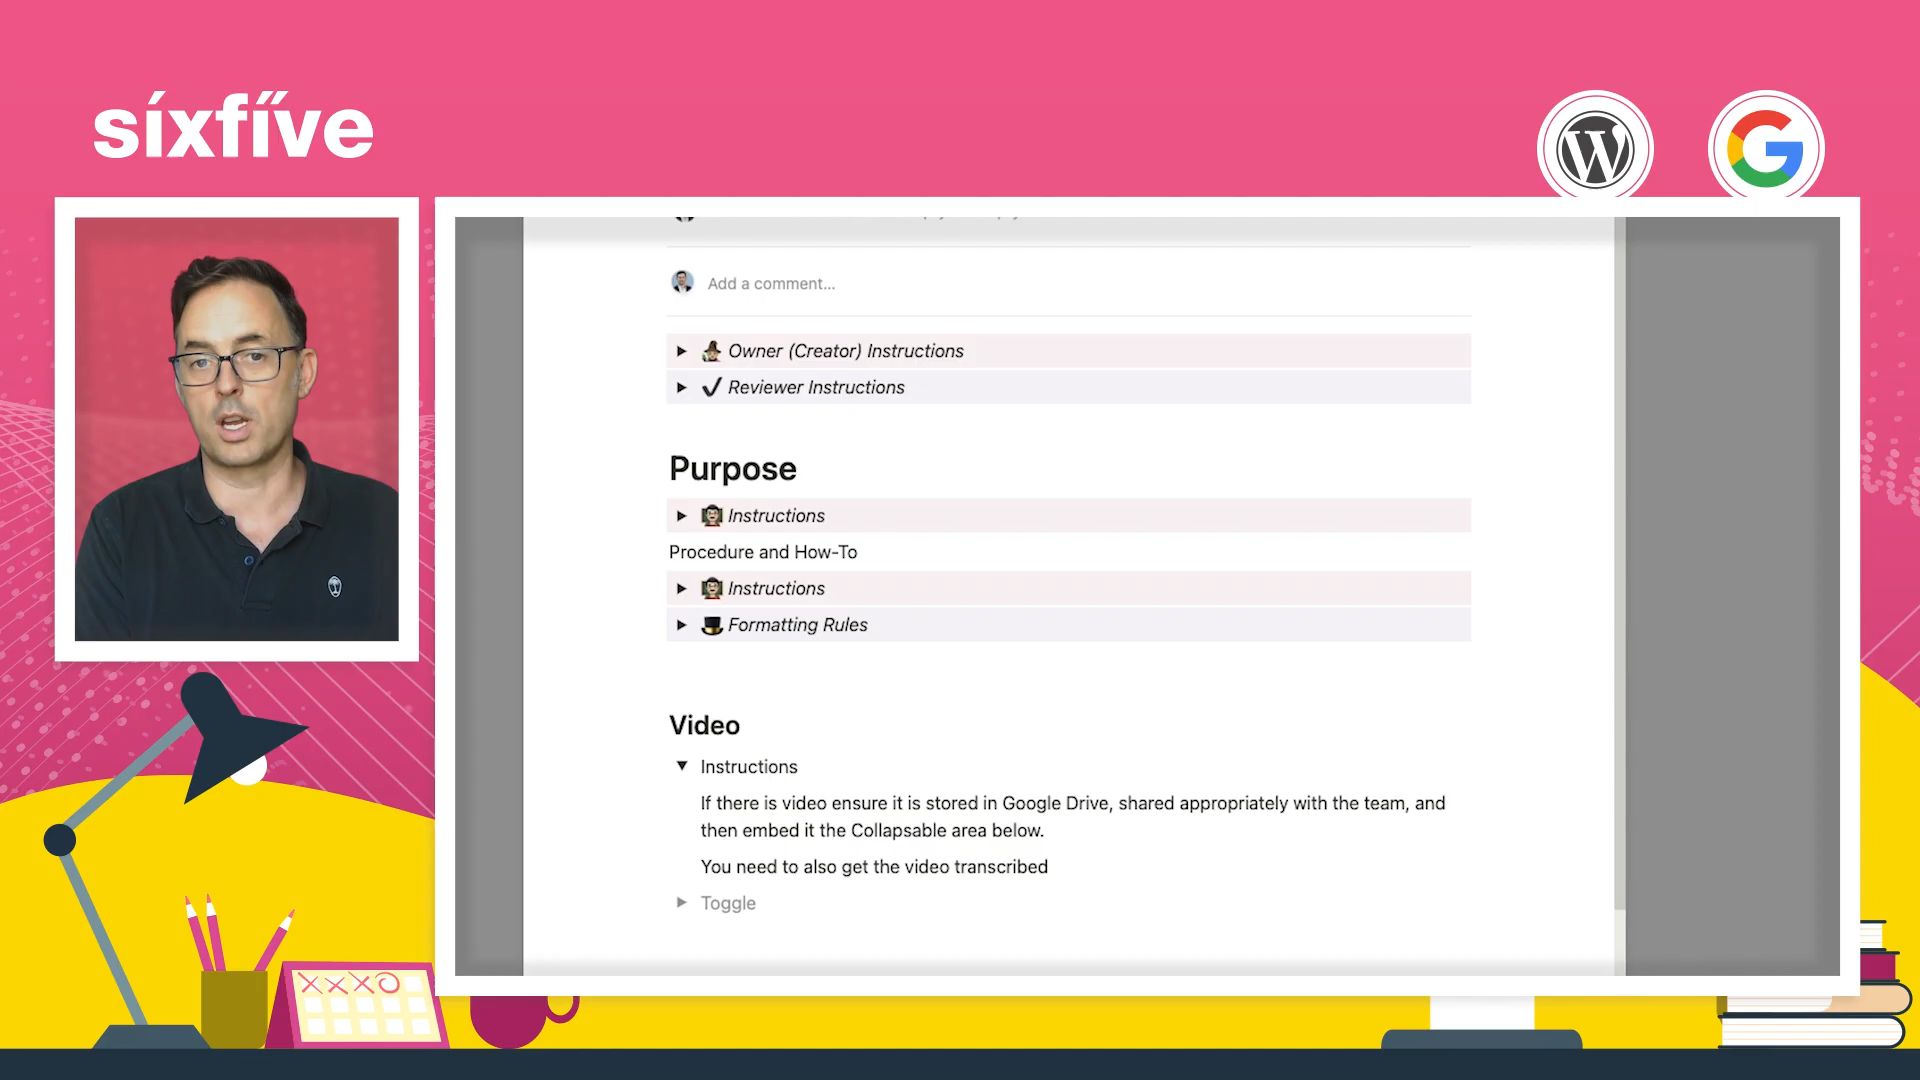 síxfíve
Add a comment...
Owner (Creator) Instructions
Reviewer Instructions
Purpose
Instructions
Procedure and How-To
Instructions
Formatting Rules
Video
Instructions
If there is video ensure it is stored in Google Drive, shared appropriately with the team, and
then embed it the Collapsable area below.
You need to also get the video transcribed
Toggle